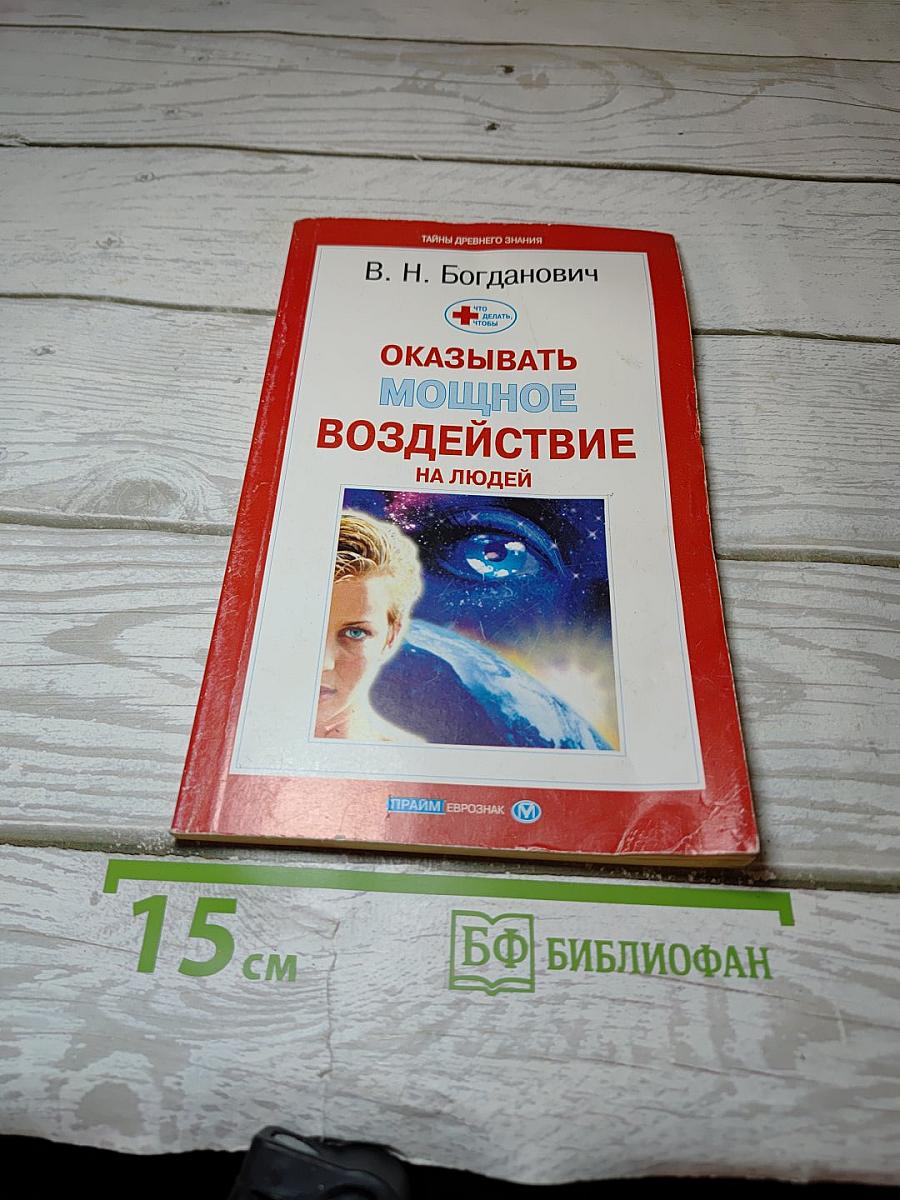 ТАЙНЫ ДРЕВНЕГО ЗНАНИЯ
В. Н. Богданович
ЧТО
ДЕЛАТЬ,
ЧТОБЫ
ОКАЗЫВАТЬ
МОЩНОЕ
ВОЗДЕЙСТВИЕ
НА ЛЮДЕЙ
ПРАЙМ ЕВРОЗНАК М
15 см
БФ БИБЛИОФАН